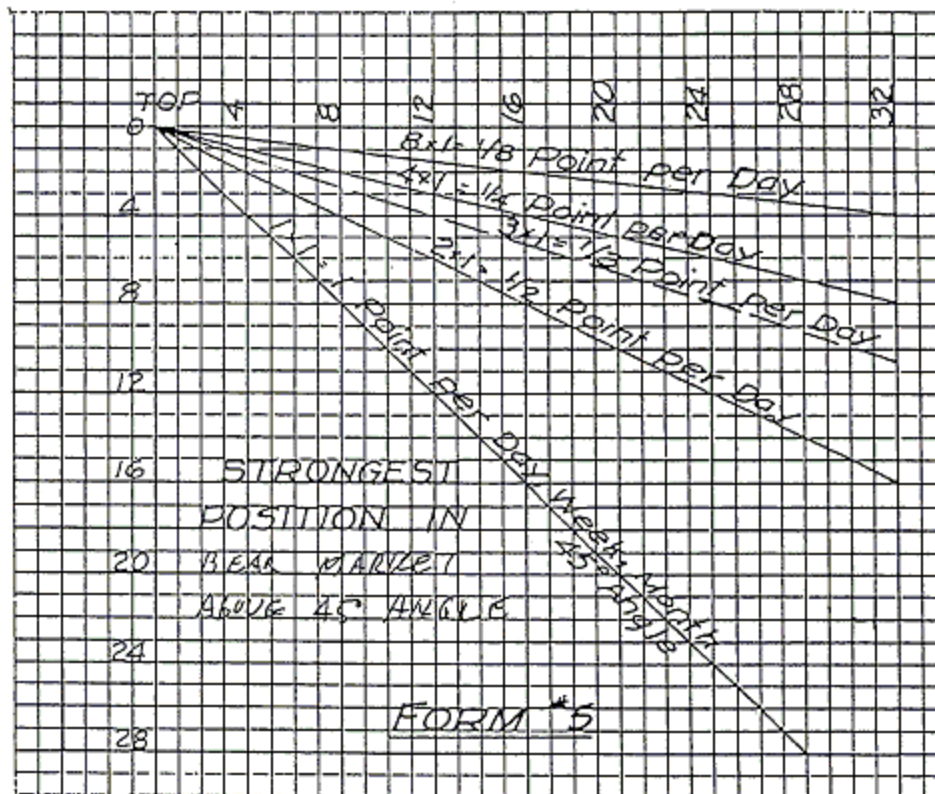 TOP 4 8 12 16 20 24 28 32
0
8x1= 1/8 Point per Day
4x1 = 1/4 Point per Day
3x1= 1/3 Point per Day
2x1= 1/2 Point per Day
1x1=1 Point per Day Week, Month
45° Angle
4
8
12
16
20
24
28
STRONGEST
POSITION IN
BEAR MARKET
ABOVE 45 ANGLE
FORM #5